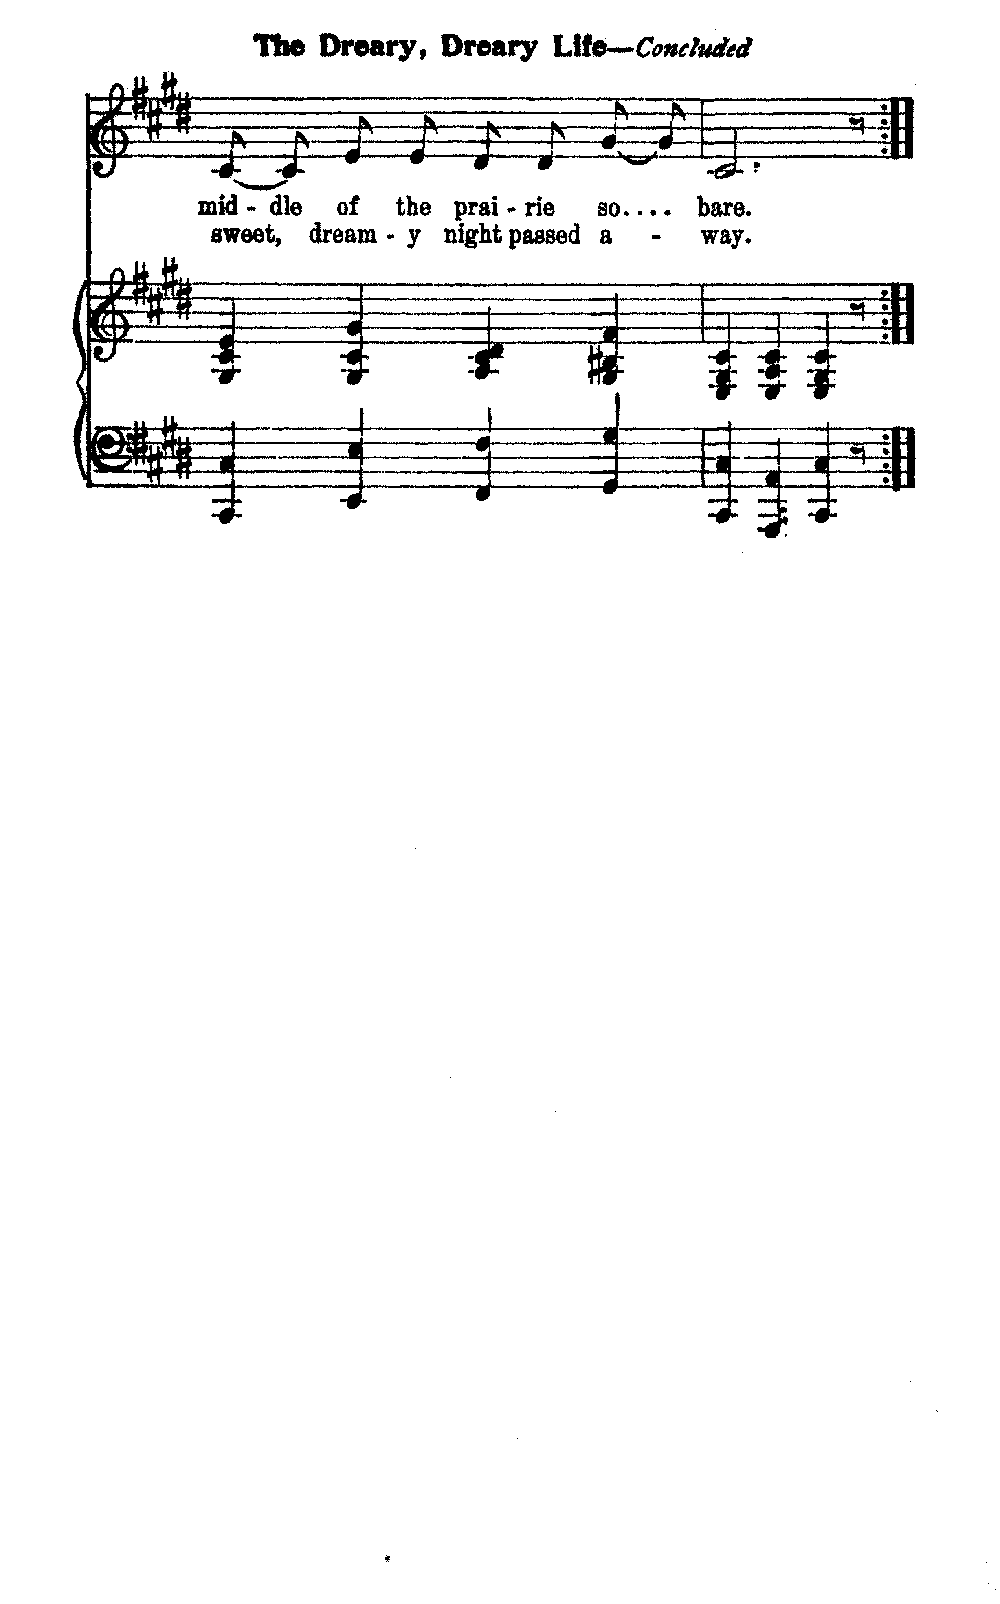 The Dreary, Dreary Life—Concluded
mid - dle of the prai - rie so.... bare.
sweet, dream - y night passed a - way.